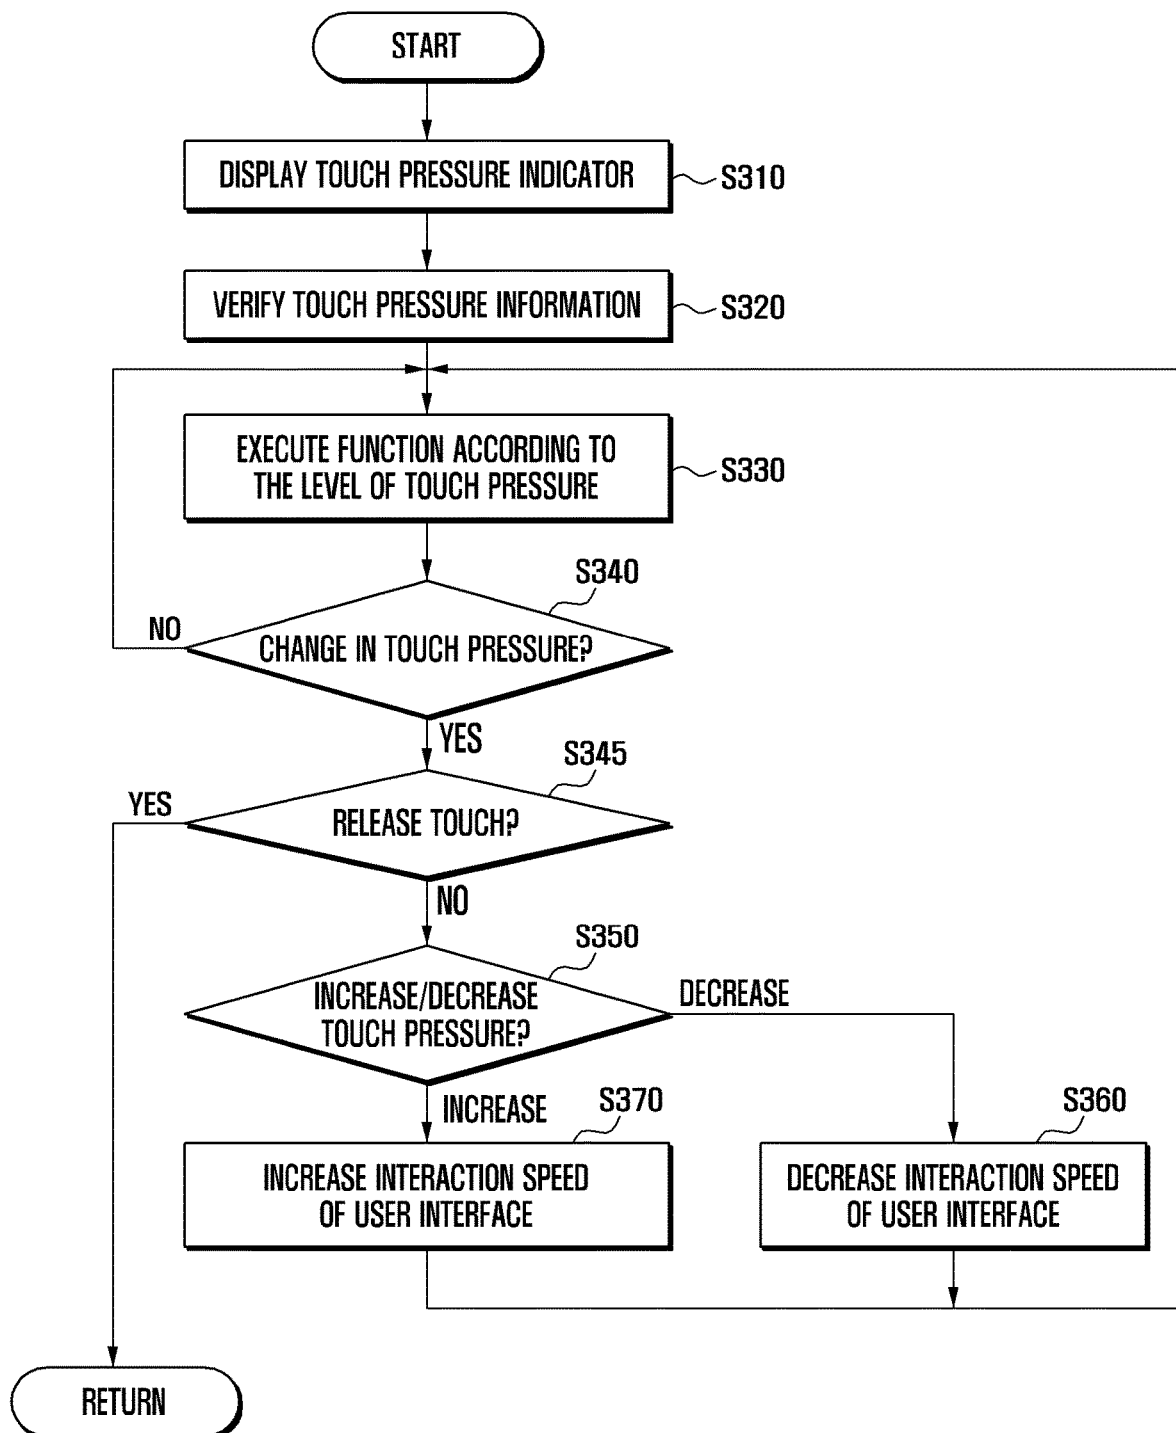 START
DISPLAY TOUCH PRESSURE INDICATOR
S310
VERIFY TOUCH PRESSURE INFORMATION
S320
EXECUTE FUNCTION ACCORDING TO
THE LEVEL OF TOUCH PRESSURE
S330
S340
NO
CHANGE IN TOUCH PRESSURE?
YES
S345
YES
RELEASE TOUCH?
NO
S350
INCREASE/DECREASE
TOUCH PRESSURE?
DECREASE
INCREASE
S370
S360
INCREASE INTERACTION SPEED
OF USER INTERFACE
DECREASE INTERACTION SPEED
OF USER INTERFACE
RETURN